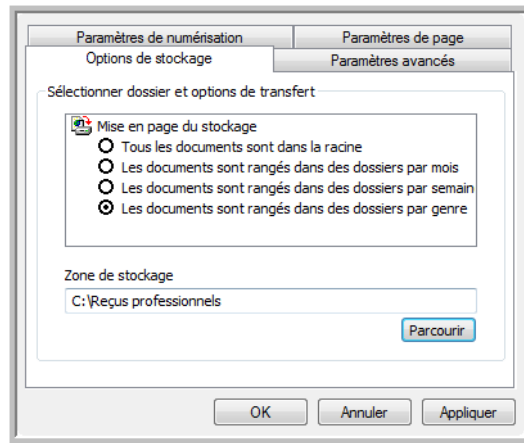 Paramètres de numérisation
Paramètres de page
Options de stockage
Paramètres avancés
Sélectionner dossier et options de transfert
Mise en page du stockage
Tous les documents sont dans la racine
Les documents sont rangés dans des dossiers par mois
Les documents sont rangés dans des dossiers par semain
Les documents sont rangés dans des dossiers par genre
Zone de stockage
C:\Reçus professionnels
Parcourir
OK
Annuler
Appliquer